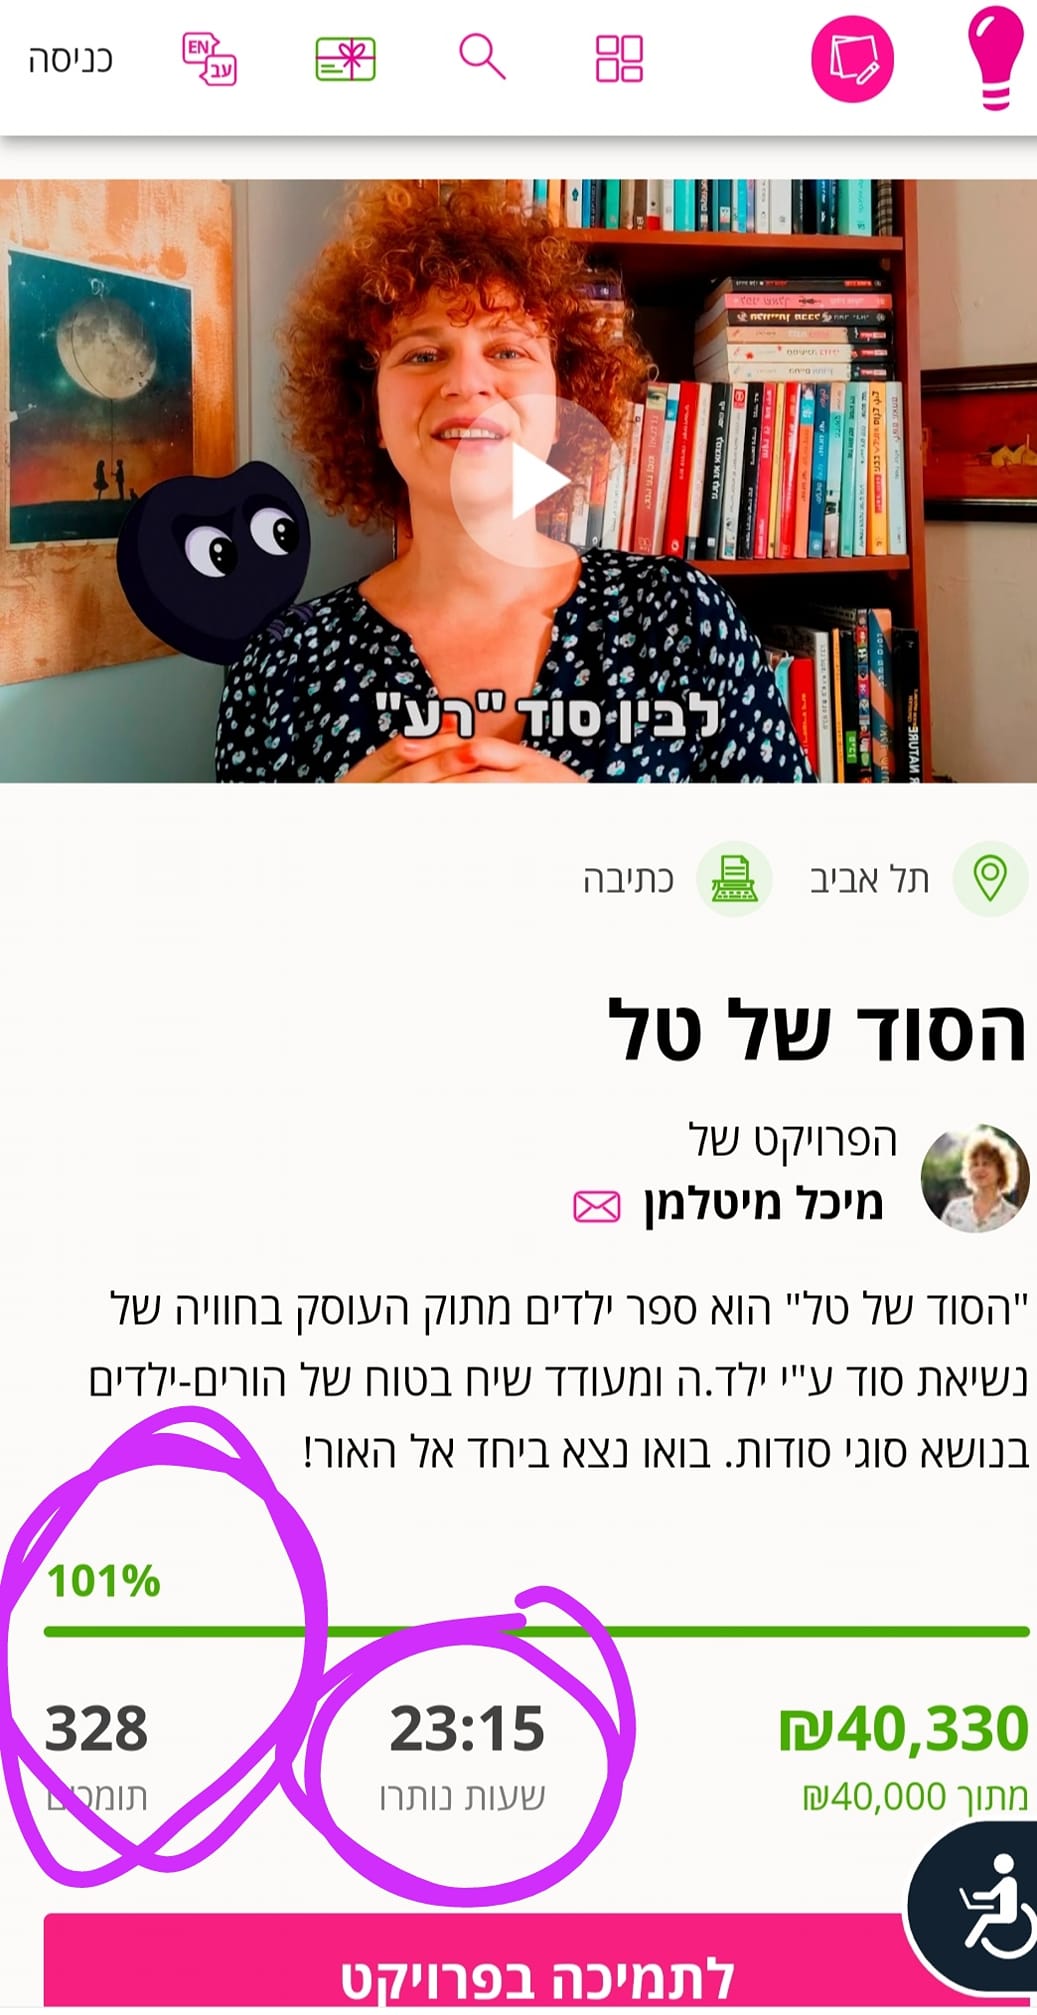 כניסה
EN
עב
לבין סוד "רע"
תל אביב
כתיבה
הסוד של טל
הפרויקט של
מיכל מיטלמן
"הסוד של טל" הוא ספר ילדים מתוק העוסק בחוויה של
נשיאת סוד ע"י ילד.ה ומעודד שיח בטוח של הורים-ילדים
בנושא סוגי סודות. בואו נצא ביחד אל האור!
101%
₪40,330
מתוך 40,000₪
23:15
שעות נותרו
328
תומכים
לתמיכה בפרויקט